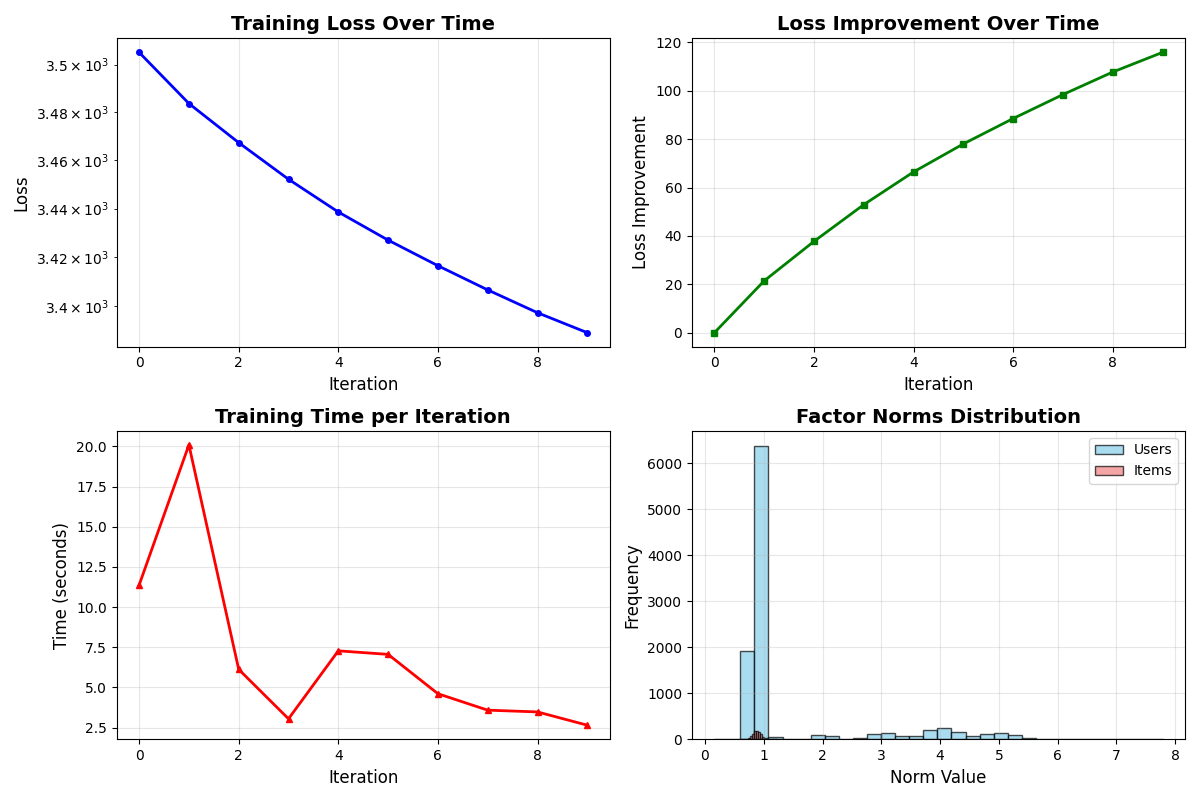 Training Loss Over Time
3.5 × 10³
3.48 × 10³
3.46 × 10³
3.44 × 10³
3.42 × 10³
3.4 × 10³
Loss
0 2 4 6 8
Iteration
Loss Improvement Over Time
120
100
80
60
40
20
0
Loss Improvement
0 2 4 6 8
Iteration
Training Time per Iteration
20.0
17.5
15.0
12.5
10.0
7.5
5.0
2.5
Time (seconds)
0 2 4 6 8
Iteration
Factor Norms Distribution
Users
Items
6000
5000
4000
3000
2000
1000
0
Frequency
0 1 2 3 4 5 6 7 8
Norm Value